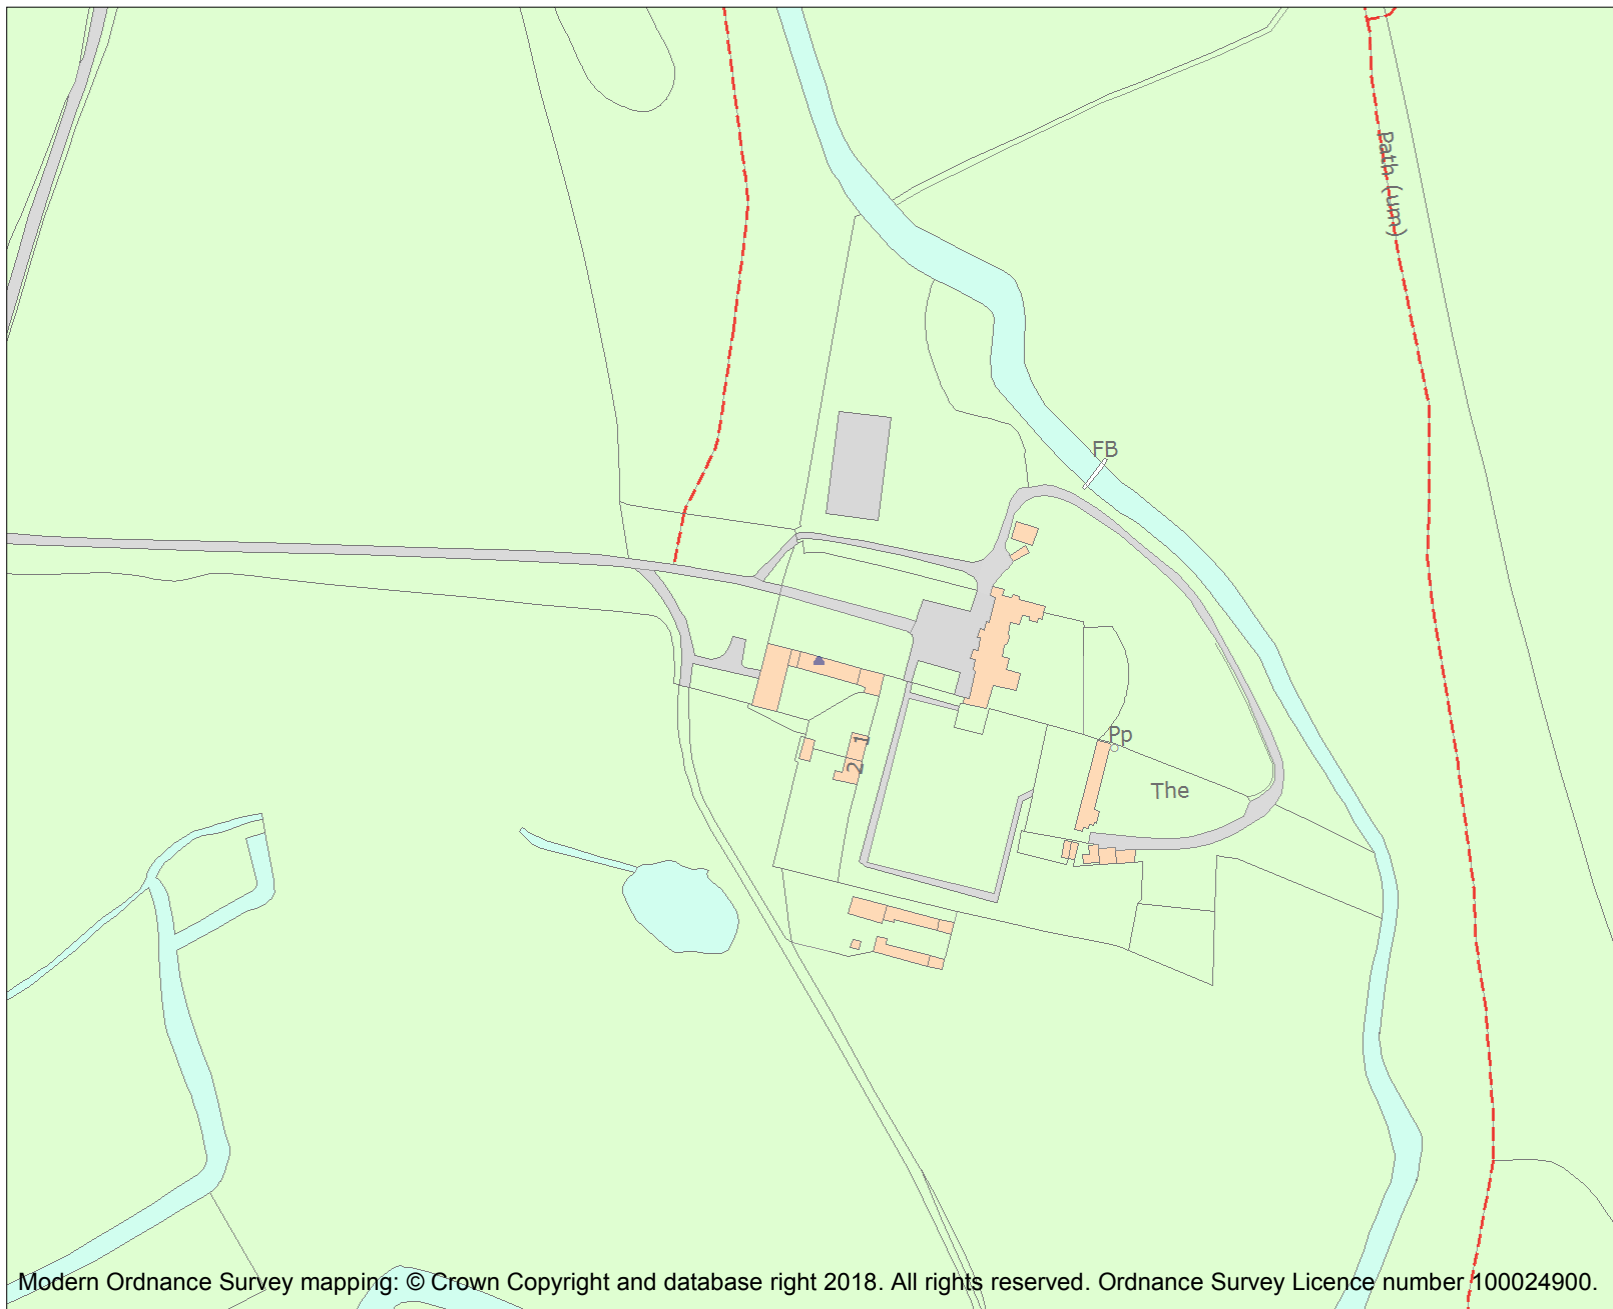 Path (um)
FB
1
2
Pp
The
Modern Ordnance Survey mapping: © Crown Copyright and database right 2018. All rights reserved. Ordnance Survey Licence number 100024900.